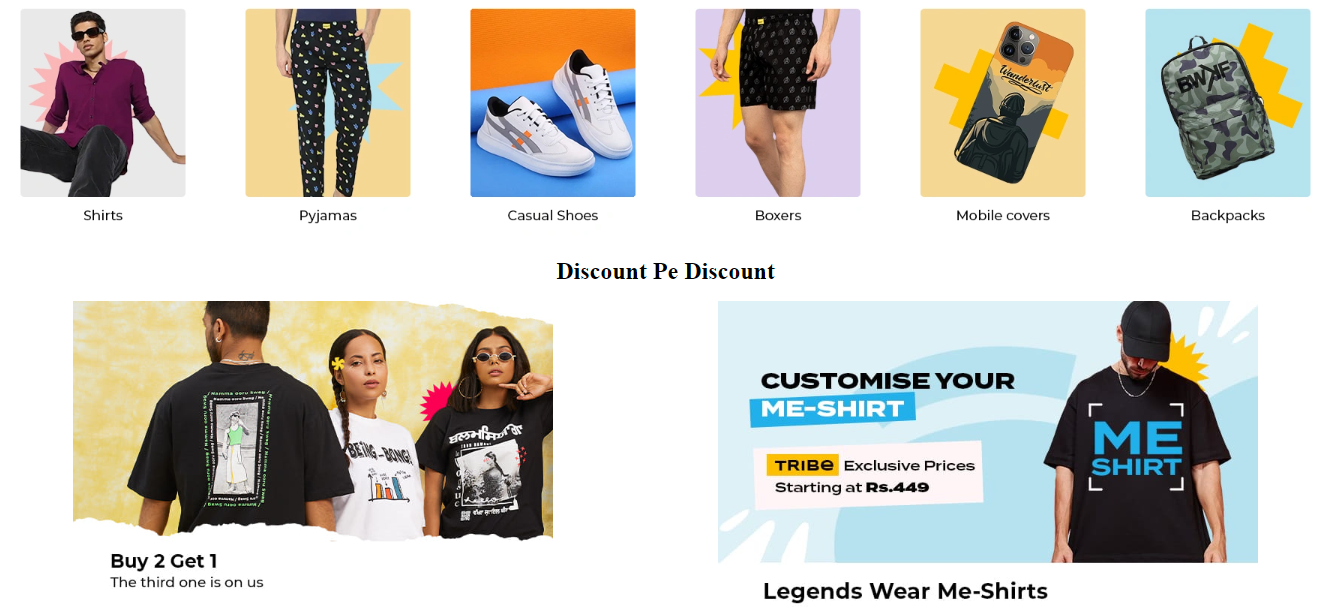 Wanderlust
BWKF
Shirts
Pyjamas
Casual Shoes
Boxers
Mobile covers
Backpacks
Discount Pe Discount
BEING-BONG!
CUSTOMISE YOUR
ME-SHIRT
TRIBe Exclusive Prices
Starting at Rs.449
ME
SHIRT
Buy 2 Get 1
The third one is on us
Legends Wear Me-Shirts